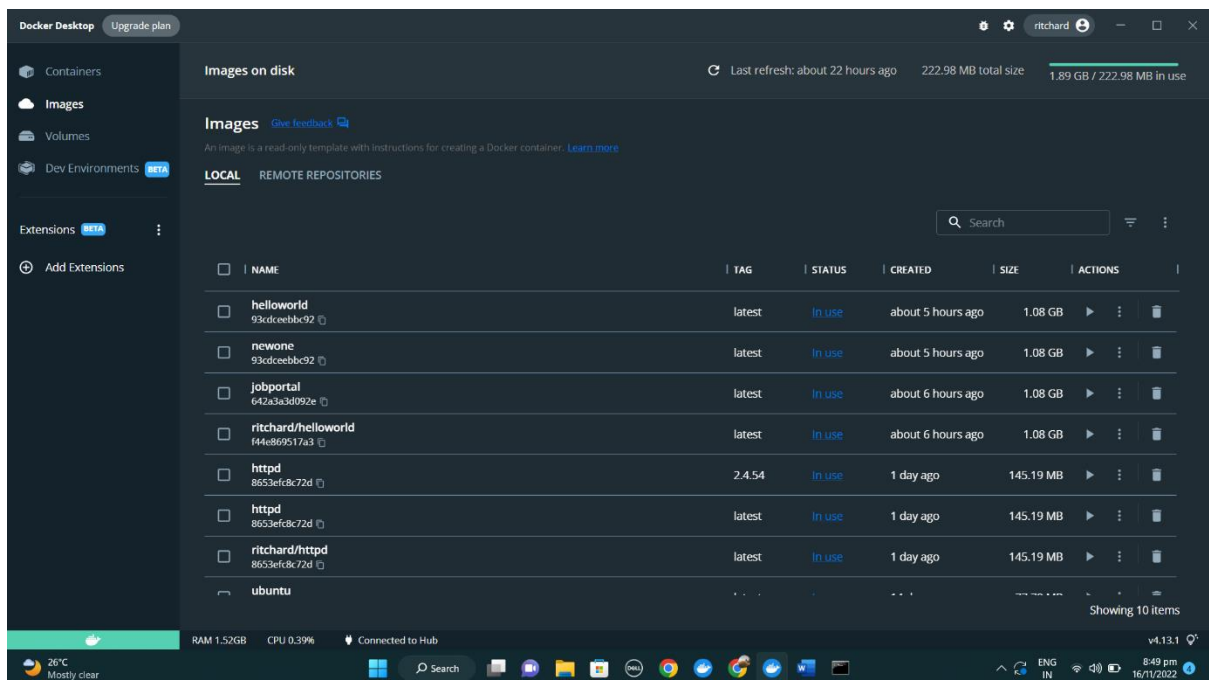 Docker Desktop Upgrade plan ritchard
Containers
Images
Volumes
Dev Environments BETA
Extensions BETA
Add Extensions
Images on disk Last refresh: about 22 hours ago 222.98 MB total size 1.89 GB / 222.98 MB in use
Images Give feedback
An image is a read-only template with instructions for creating a Docker container. Learn more
LOCAL REMOTE REPOSITORIES
Search
NAME TAG STATUS CREATED SIZE ACTIONS
helloworld
93cdceebbc92 latest In use about 5 hours ago 1.08 GB
newone
93cdceebbc92 latest In use about 5 hours ago 1.08 GB
jobportal
642a3a3d092e latest In use about 6 hours ago 1.08 GB
ritchard/helloworld
f44e869517a3 latest In use about 6 hours ago 1.08 GB
httpd
8653efc8c72d 2.4.54 In use 1 day ago 145.19 MB
httpd
8653efc8c72d latest In use 1 day ago 145.19 MB
ritchard/httpd
8653efc8c72d latest In use 1 day ago 145.19 MB
ubuntu
Showing 10 items
RAM 1.52GB CPU 0.39% Connected to Hub v4.13.1
26°C
Mostly clear
Search
DELL
W
ENG
IN
8:49 pm
16/11/2022
4